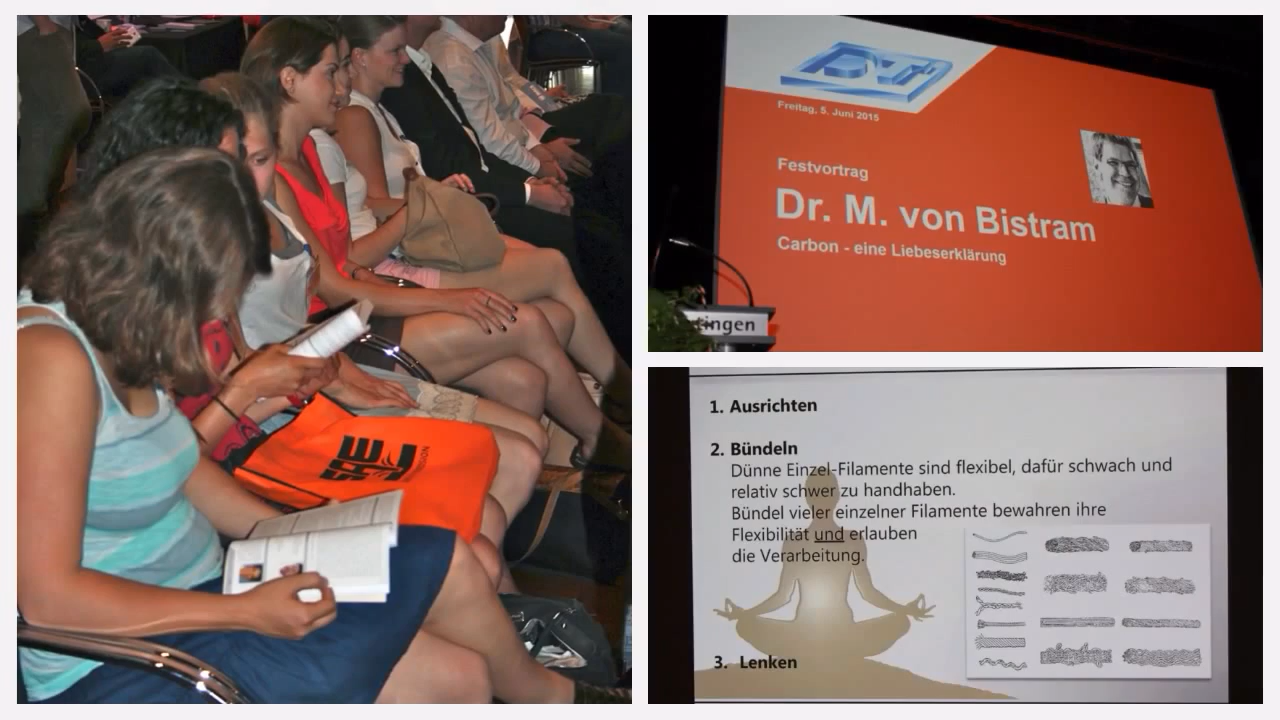 Freitag, 5. Juni 2015
Festvortrag
Dr. M. von Bistram
Carbon - eine Liebeserklärung
tingen
1. Ausrichten
2. Bündeln
Dünne Einzel-Filamente sind flexibel, dafür schwach und
relativ schwer zu handhaben.
Bündel vieler einzelner Filamente bewahren ihre
Flexibilität und erlauben
die Verarbeitung.
3. Lenken